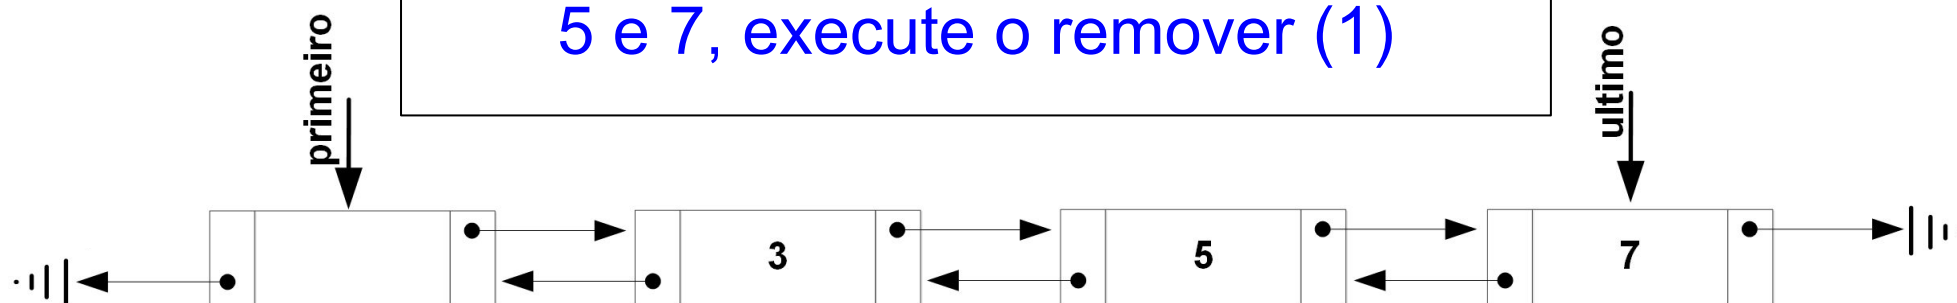 5 e 7, execute o remover (1)
primeiro
ultimo
3
5
7